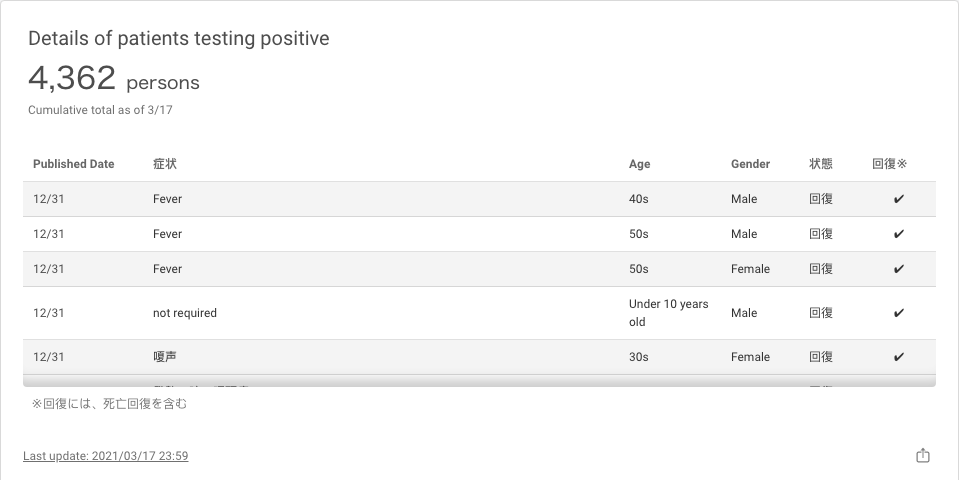 Details of patients testing positive
4,362 persons
Cumulative total as of 3/17
Published Date 症状 Age Gender 状態 回復※
12/31 Fever 40s Male 回復 ✔
12/31 Fever 50s Male 回復 ✔
12/31 Fever 50s Female 回復 ✔
12/31 not required Under 10 years old Male 回復 ✔
12/31 嗄声 30s Female 回復 ✔
※回復には、死亡回復を含む
Last update: 2021/03/17 23:59